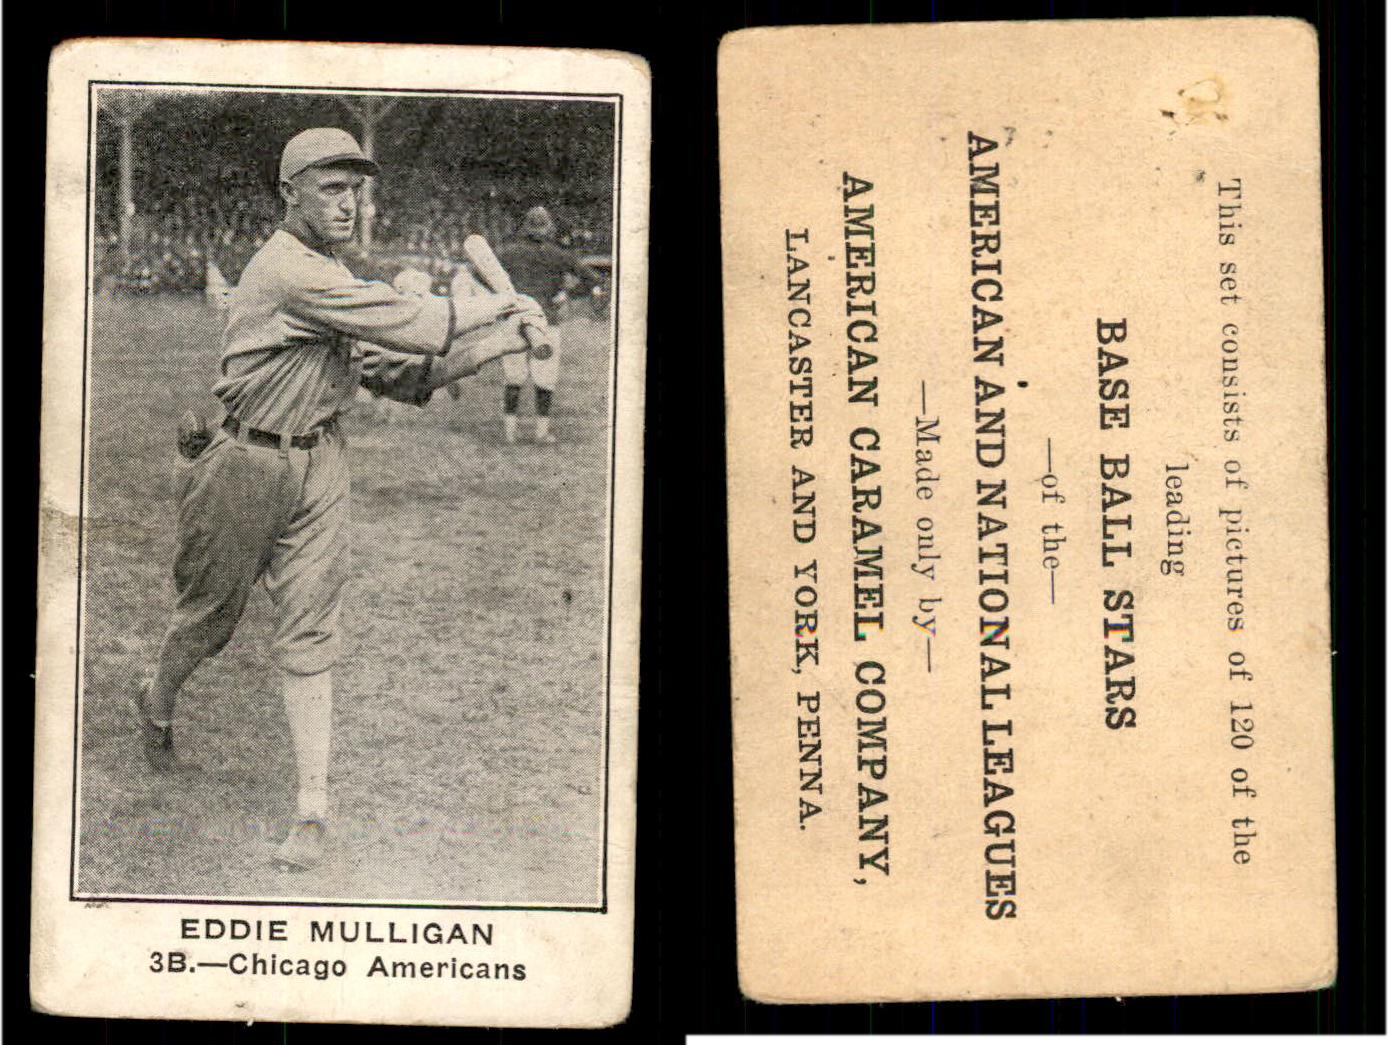 EDDIE MULLIGAN
3B.—Chicago Americans
This set consists of pictures of 120 of the
leading
BASE BALL STARS
—of the—
AMERICAN AND NATIONAL LEAGUES
—Made only by—
AMERICAN CARAMEL COMPANY,
LANCASTER AND YORK, PENNA.